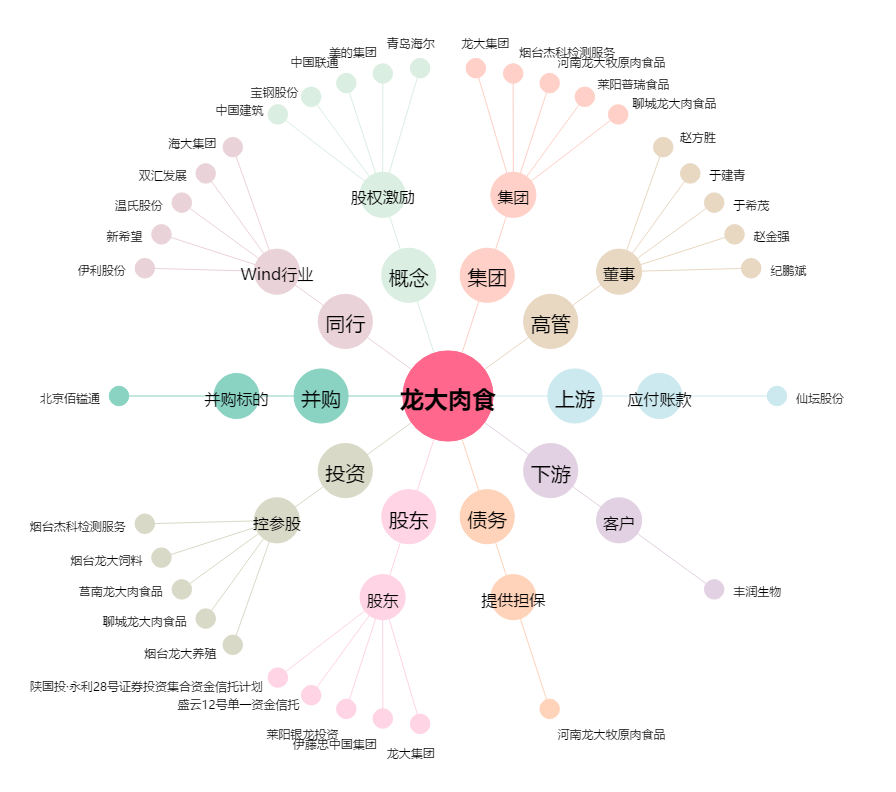 青岛海尔
龙大集团
美的集团
烟台杰科检测服务
中国联通
河南龙大牧原肉食品
宝钢股份
莱阳普瑞食品
中国建筑
聊城龙大肉食品
海大集团
赵方胜
双汇发展
于建青
股权激励
集团
温氏股份
于希茂
新希望
赵金强
伊利股份
Wind行业
概念
集团
董事
纪鹏斌
同行
高管
北京佰镒通
并购标的
并购
龙大肉食
上游
应付账款
仙坛股份
投资
下游
烟台杰科检测服务
控参股
股东
债务
客户
烟台龙大饲料
莒南龙大肉食品
丰润生物
聊城龙大肉食品
股东
提供担保
烟台龙大养殖
陕国投·永利28号证券投资集合资金信托计划
盛云12号单一资金信托
莱阳银龙投资
河南龙大牧原肉食品
伊藤忠中国集团
龙大集团